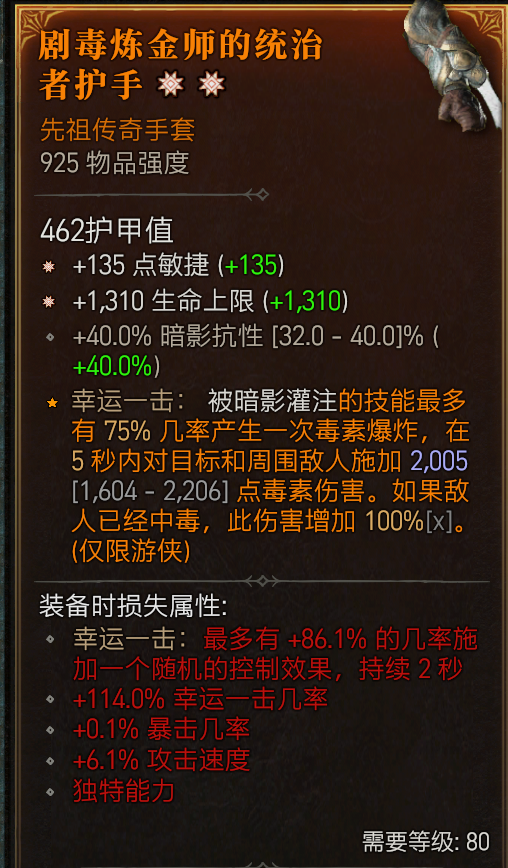 剧毒炼金师的统治
者护手
先祖传奇手套
925 物品强度
462护甲值
+135 点敏捷 (+135)
+1,310 生命上限 (+1,310)
+40.0% 暗影抗性 [32.0 - 40.0]% (
+40.0%)
幸运一击： 被暗影灌注的技能最多
有 75% 几率产生一次毒素爆炸，在
5 秒内对目标和周围敌人施加 2,005
[1,604 - 2,206] 点毒素伤害。如果敌
人已经中毒，此伤害增加 100%[x]。
(仅限游侠)
装备时损失属性:
幸运一击：最多有 +86.1% 的几率施
加一个随机的控制效果，持续 2 秒
+114.0% 幸运一击几率
+0.1% 暴击几率
+6.1% 攻击速度
独特能力
需要等级: 80